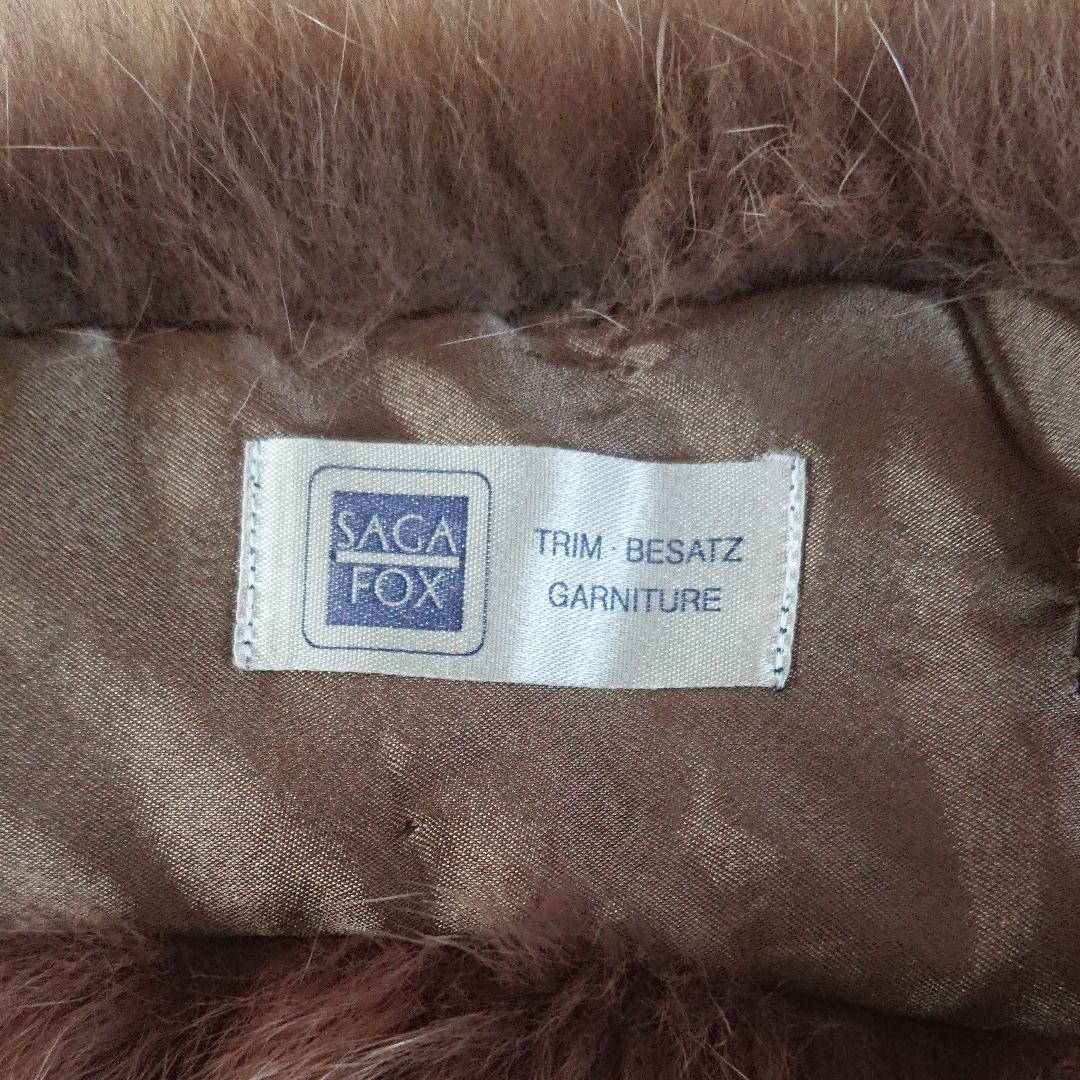 SAGA
FOX
TRIM · BESATZ
GARNITURE